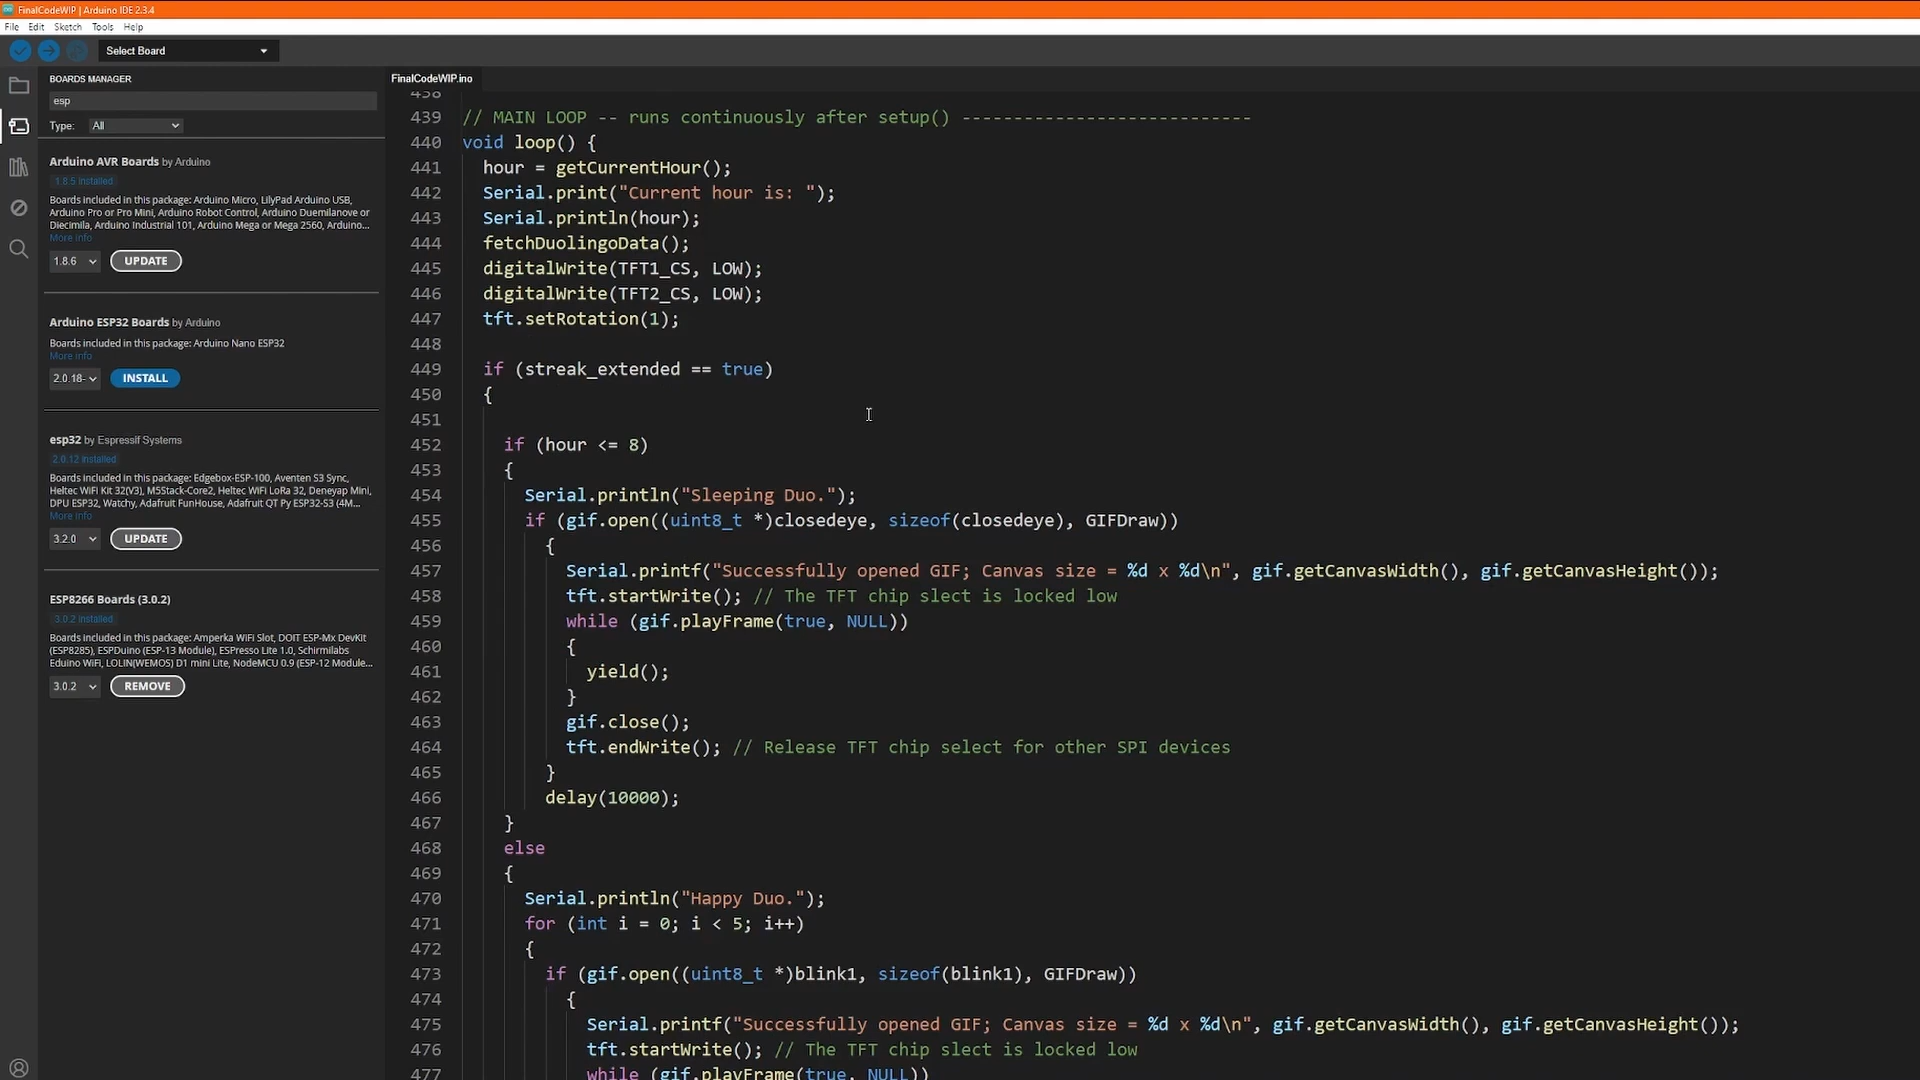 FinalCodeWIP | Arduino IDE 2.3.4
File Edit Sketch Tools Help
Select Board
BOARDS MANAGER
esp
Type: All
Arduino AVR Boards by Arduino
1.8.5 installed
Boards included in this package: Arduino Micro, LilyPad Arduino USB,
Arduino Pro or Pro Mini, Arduino Robot Control, Arduino Duemilanove or
Diecimila, Arduino Industrial 101, Arduino Mega or Mega 2560, Arduino...
More info
1.8.6 UPDATE
Arduino ESP32 Boards by Arduino
Boards included in this package: Arduino Nano ESP32
More info
2.0.18- INSTALL
esp32 by Espressif Systems
2.0.12 installed
Boards included in this package: Edgebox-ESP-100, Aventen S3 Sync,
Heltec WiFi Kit 32(V3), M5Stack-Core2, Heltec WiFi LoRa 32, Deneyap Mini,
DPU ESP32, Watchy, Adafruit FunHouse, Adafruit QT Py ESP32-S3 (4M...
More info
3.2.0 UPDATE
ESP8266 Boards (3.0.2)
3.0.2 installed
Boards included in this package: Amperka WiFi Slot, DOIT ESP-Mx DevKit
(ESP8285), ESPDuino (ESP-13 Module), ESPresso Lite 1.0, Schirmilabs
Eduino WiFi, LOLIN(WEMOS) D1 mini Lite, NodeMCU 0.9 (ESP-12 Module...
3.0.2 REMOVE
FinalCodeWIP.ino
438
439 // MAIN LOOP -- runs continuously after setup() ----------------------------
440 void loop() {
441 hour = getCurrentHour();
442 Serial.print("Current hour is: ");
443 Serial.println(hour);
444 fetchDuolingoData();
445 digitalWrite(TFT1_CS, LOW);
446 digitalWrite(TFT2_CS, LOW);
447 tft.setRotation(1);
448
449 if (streak_extended == true)
450 {
451
452 if (hour <= 8)
453 {
454 Serial.println("Sleeping Duo.");
455 if (gif.open((uint8_t *)closedeye, sizeof(closedeye), GIFDraw))
456 {
457 Serial.printf("Successfully opened GIF; Canvas size = %d x %d\n", gif.getCanvasWidth(), gif.getCanvasHeight());
458 tft.startWrite(); // The TFT chip slect is locked low
459 while (gif.playFrame(true, NULL))
460 {
461 yield();
462 }
463 gif.close();
464 tft.endWrite(); // Release TFT chip select for other SPI devices
465 }
466 delay(10000);
467 }
468 else
469 {
470 Serial.println("Happy Duo.");
471 for (int i = 0; i < 5; i++)
472 {
473 if (gif.open((uint8_t *)blink1, sizeof(blink1), GIFDraw))
474 {
475 Serial.printf("Successfully opened GIF; Canvas size = %d x %d\n", gif.getCanvasWidth(), gif.getCanvasHeight());
476 tft.startWrite(); // The TFT chip slect is locked low
477 while (gif.playFrame(true, NULL))